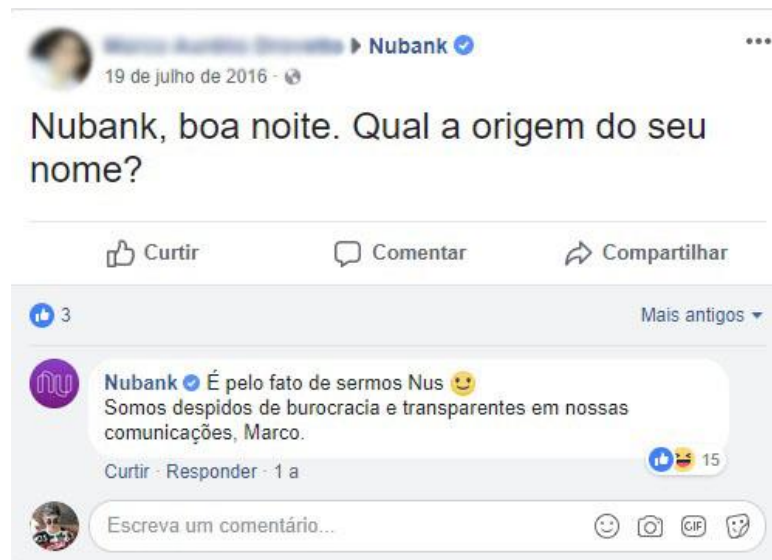 Nubank
19 de julho de 2016
Nubank, boa noite. Qual a origem do seu
nome?
Curtir Comentar Compartilhar
3 Mais antigos
nu
Nubank É pelo fato de sermos Nus
Somos despidos de burocracia e transparentes em nossas
comunicações, Marco.
15
Curtir · Responder · 1 a
Escreva um comentário...
GIF